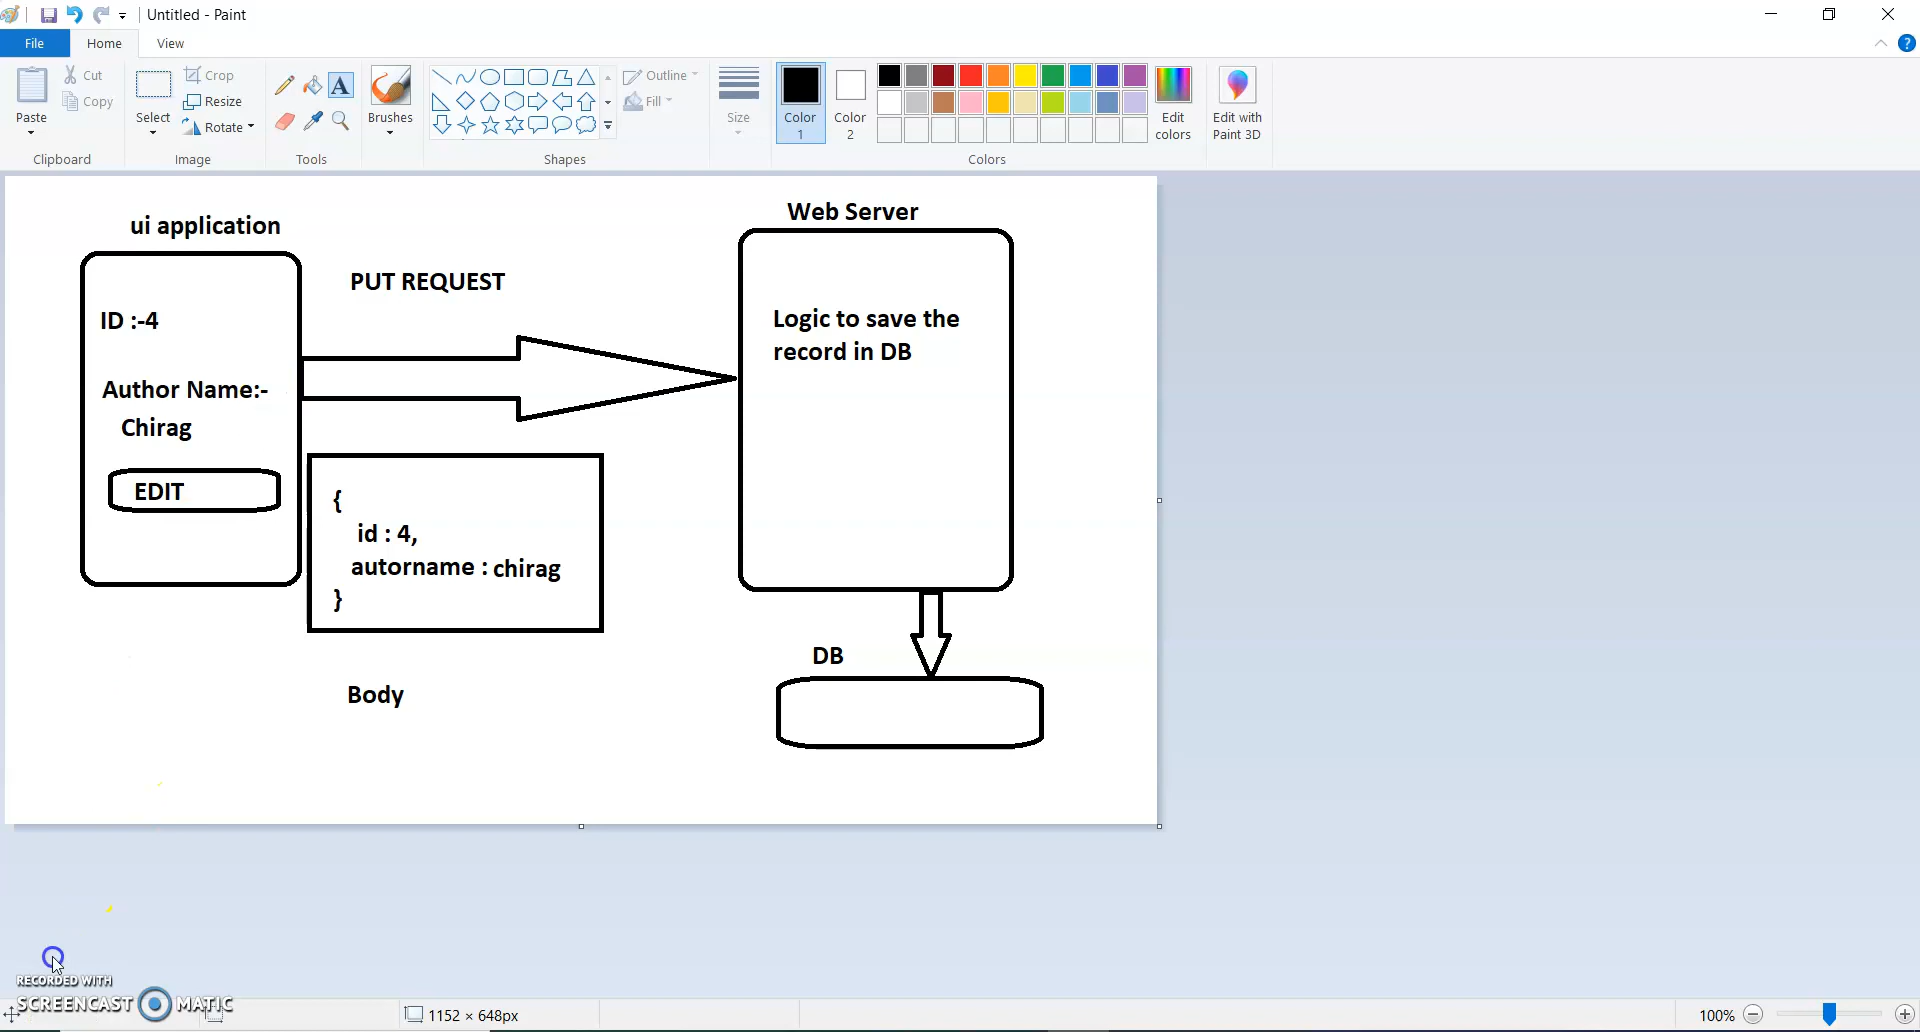 Untitled - Paint
File Home View
Paste
Cut
Copy
Clipboard
Select
Crop
Resize
Rotate
Image
A
Tools
Brushes
Shapes
Outline
Fill
Size
Color 1
Color 2
Colors
Edit colors
Edit with Paint 3D
?
ui application
ID :-4
Author Name:-
Chirag
EDIT
PUT REQUEST
{
id : 4,
autorname : chirag
}
Body
Web Server
Logic to save the
record in DB
DB
RECORDED WITH
SCREENCAST MATIC
1152 × 648px
100%